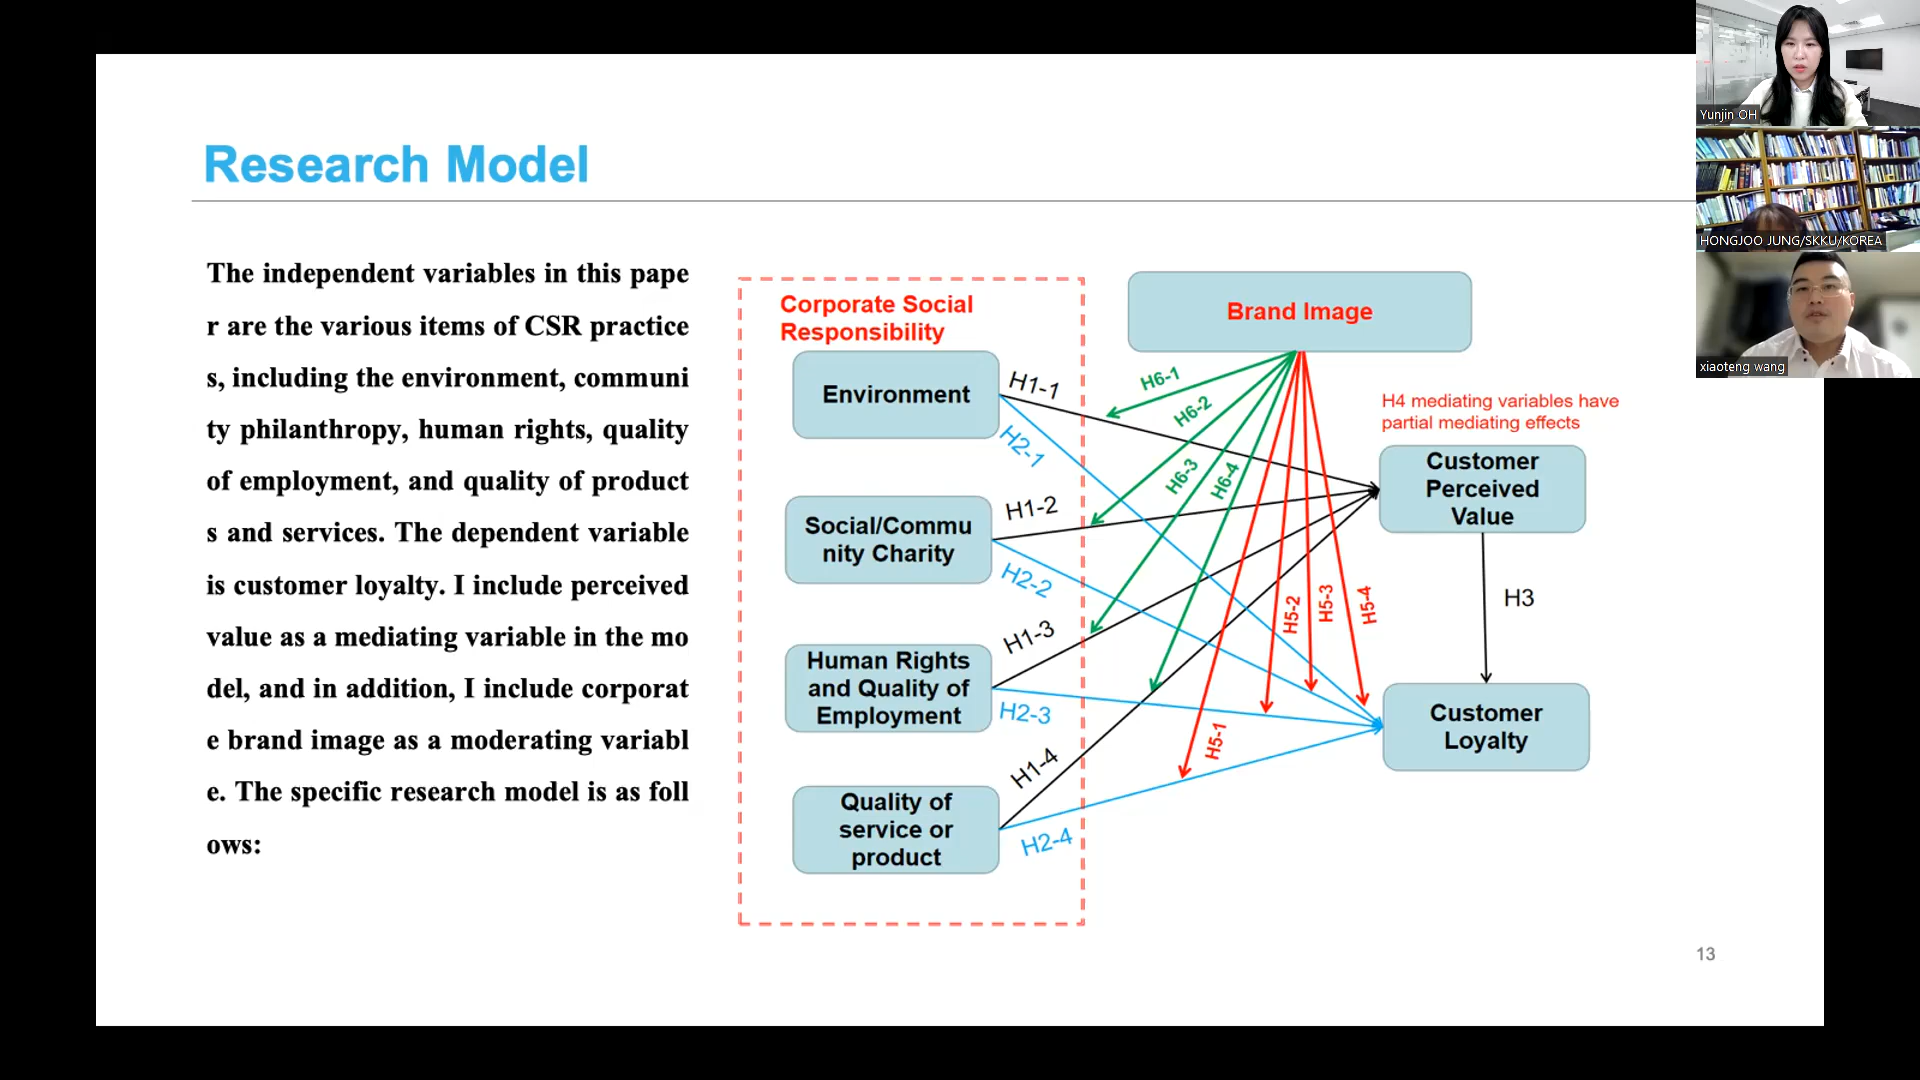 Research Model
The independent variables in this pape
r are the various items of CSR practice
s, including the environment, communi
ty philanthropy, human rights, quality
of employment, and quality of product
s and services. The dependent variable
is customer loyalty. I include perceived
value as a mediating variable in the mo
del, and in addition, I include corporat
e brand image as a moderating variabl
e. The specific research model is as foll
ows:
Corporate Social
Responsibility
Environment
Social/Commu
nity Charity
Human Rights
and Quality of
Employment
Quality of
service or
product
Brand Image
H4 mediating variables have
partial mediating effects
Customer
Perceived
Value
Customer
Loyalty
H1-1
H2-1
H1-2
H2-2
H1-3
H2-3
H1-4
H2-4
H6-1
H6-2
H6-3
H6-4
H5-1
H5-2
H5-3
H5-4
H3
13
Yunjin OH
HONGJOO JUNG/SKKU/KOREA
xiaoteng wang